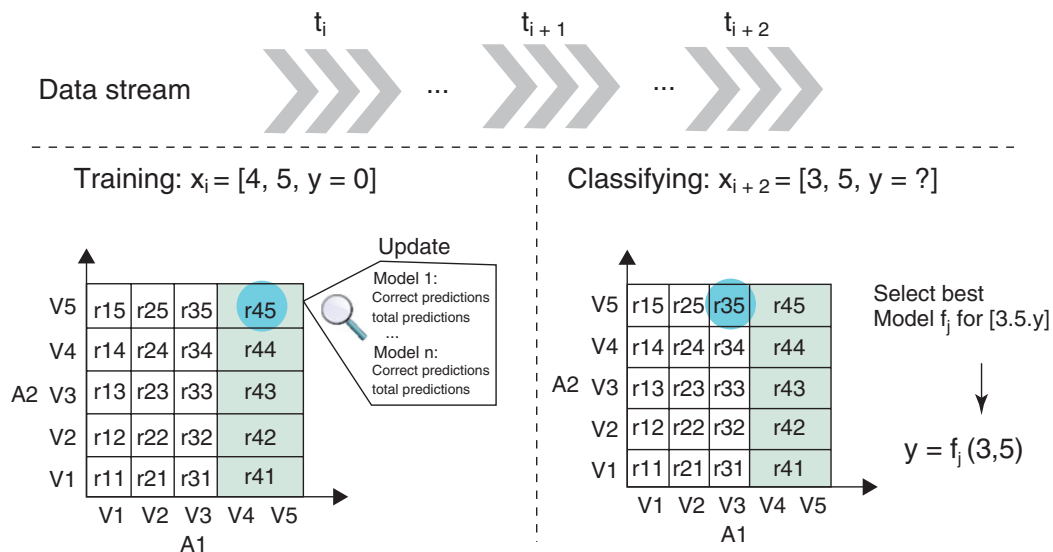 t_i t_{i + 1} t_{i + 2}
Data stream ... ...
Training: x_i = [4, 5, y = 0]
Update
Model 1:
Correct predictions
total predictions
...
Model n:
Correct predictions
total predictions
V5 r15 r25 r35 r45
V4 r14 r24 r34 r44
A2 V3 r13 r23 r33 r43
V2 r12 r22 r32 r42
V1 r11 r21 r31 r41
V1 V2 V3 V4 V5
A1
Classifying: x_{i + 2} = [3, 5, y = ?]
V5 r15 r25 r35 r45
V4 r14 r24 r34 r44
A2 V3 r13 r23 r33 r43
V2 r12 r22 r32 r42
V1 r11 r21 r31 r41
V1 V2 V3 V4 V5
A1
Select best
Model f_j for [3.5.y]
y = f_j (3,5)